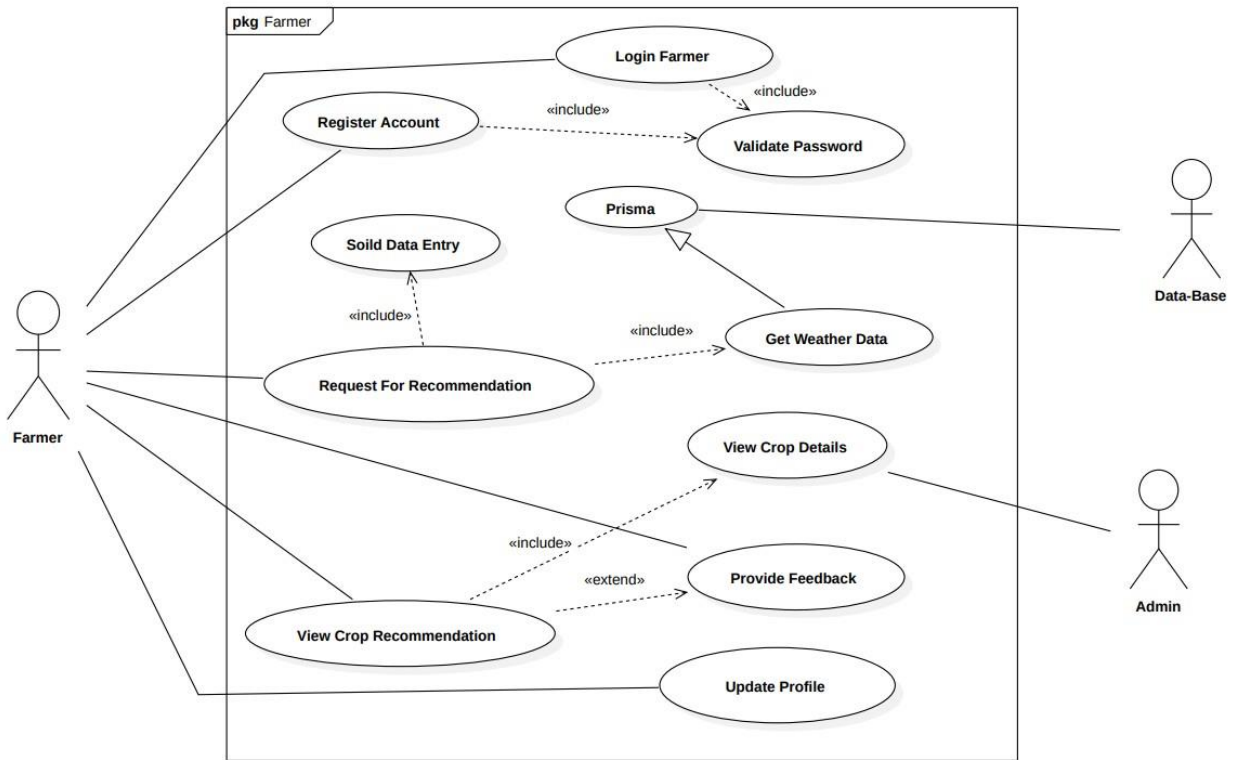 pkg Farmer
Login Farmer
«include»
Register Account
«include»
Validate Password
Prisma
Soild Data Entry
Data-Base
«include»
«include»
Get Weather Data
Request For Recommendation
Farmer
View Crop Details
«include»
«extend»
Provide Feedback
Admin
View Crop Recommendation
Update Profile